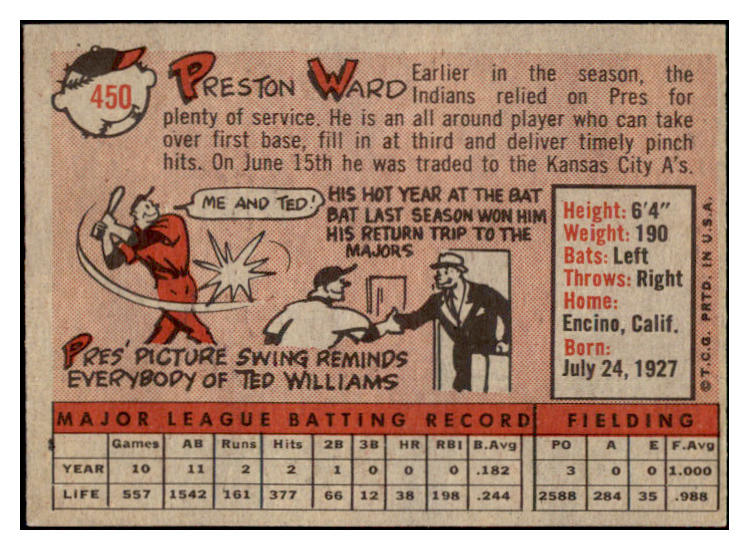 450
PRESTON WARD
Earlier in the season, the
Indians relied on Pres for
plenty of service. He is an all around player who can take
over first base, fill in at third and deliver timely pinch
hits. On June 15th he was traded to the Kansas City A's.
ME AND TED!
HIS HOT YEAR AT THE BAT
BAT LAST SEASON WON HIM
HIS RETURN TRIP TO THE
MAJORS
PRES' PICTURE SWING REMINDS
EVERYBODY OF TED WILLIAMS
Height: 6'4"
Weight: 190
Bats: Left
Throws: Right
Home:
Encino, Calif.
Born:
July 24, 1927
©T.C.G. PRTD. IN U.S.A.
MAJOR LEAGUE BATTING RECORD FIELDING
Games AB Runs Hits 2B 3B HR RBI B.Avg PO A E F.Avg
YEAR 10 11 2 2 1 0 0 0 .182 3 0 0 1.000
LIFE 557 1542 161 377 66 12 38 198 .244 2588 284 35 .988